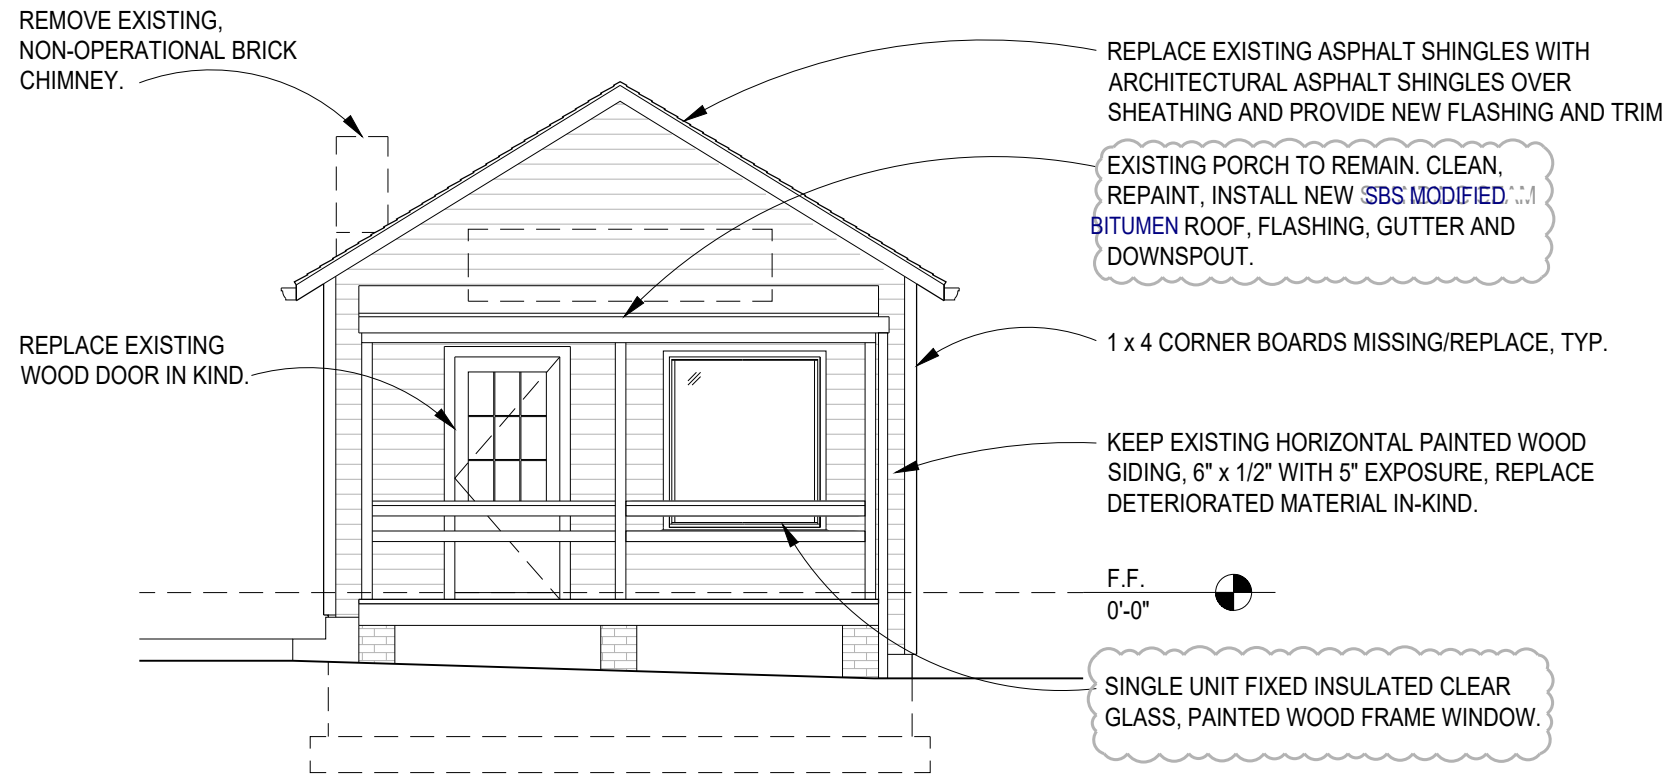 REMOVE EXISTING,
NON-OPERATIONAL BRICK
CHIMNEY.
REPLACE EXISTING ASPHALT SHINGLES WITH
ARCHITECTURAL ASPHALT SHINGLES OVER
SHEATHING AND PROVIDE NEW FLASHING AND TRIM
EXISTING PORCH TO REMAIN. CLEAN,
REPAINT, INSTALL NEW SBS MODIFIED
BITUMEN ROOF, FLASHING, GUTTER AND
DOWNSPOUT.
REPLACE EXISTING
WOOD DOOR IN KIND.
1 x 4 CORNER BOARDS MISSING/REPLACE, TYP.
KEEP EXISTING HORIZONTAL PAINTED WOOD
SIDING, 6" x 1/2" WITH 5" EXPOSURE, REPLACE
DETERIORATED MATERIAL IN-KIND.
F.F.
0'-0"
SINGLE UNIT FIXED INSULATED CLEAR
GLASS, PAINTED WOOD FRAME WINDOW.